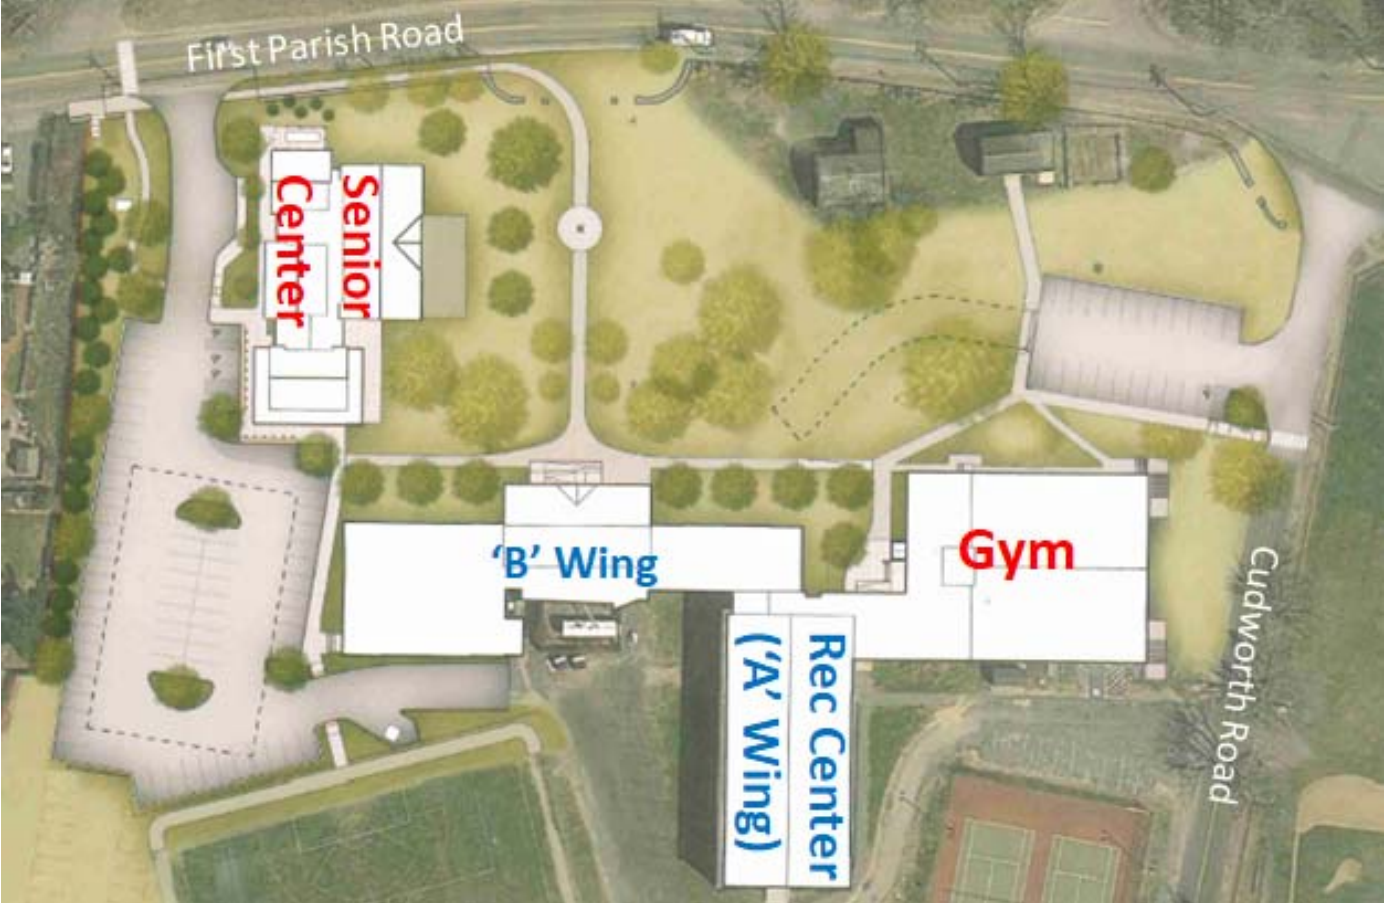 First Parish Road
Senior
Center
'B' Wing
Gym
Rec Center
('A' Wing)
Cudworth Road